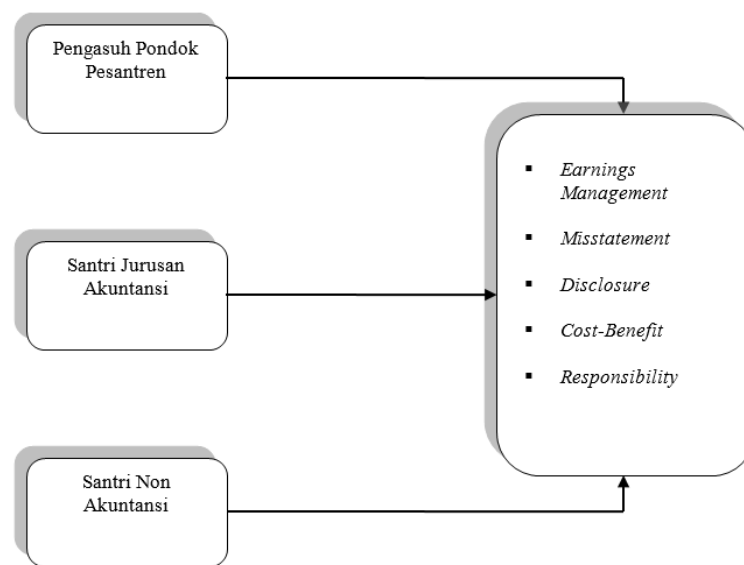 Pengasuh Pondok
Pesantren
Santri Jurusan
Akuntansi
Santri Non
Akuntansi
▪ Earnings
Management
▪ Misstatement
▪ Disclosure
▪ Cost-Benefit
▪ Responsibility